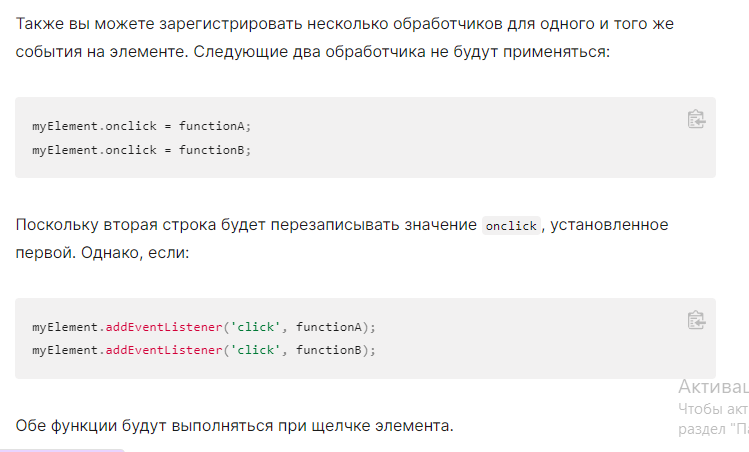 Также вы можете зарегистрировать несколько обработчиков для одного и того же
события на элементе. Следующие два обработчика не будут применяться:
myElement.onclick = functionA;
myElement.onclick = functionB;
Поскольку вторая строка будет перезаписывать значение onclick, установленное
первой. Однако, если:
myElement.addEventListener('click', functionA);
myElement.addEventListener('click', functionB);
Обе функции будут выполняться при щелчке элемента.
Чтобы
раздел